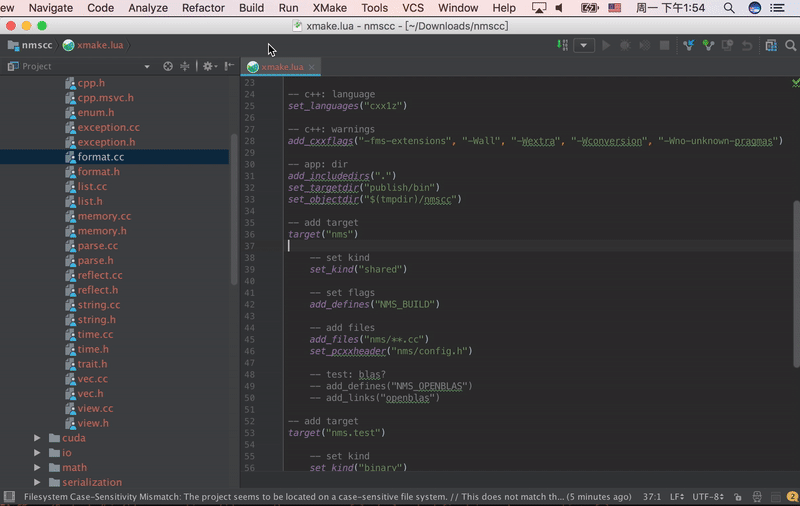 ew Navigate Code Analyze Refactor Build Run XMake Tools VCS Window Help 周一下午1:54
xmake.lua - nmscc - [~/Downloads/nmscc]
nmscc xmake.lua
Project xmake.lua
cpp.h
cpp.msvc.h
enum.h
exception.cc
exception.h
format.cc
format.h
list.cc
list.h
memory.cc
memory.h
parse.cc
parse.h
reflect.cc
reflect.h
string.cc
string.h
time.cc
time.h
trait.h
vec.cc
vec.h
view.cc
view.h
cuda
io
math
serialization
23
24 -- c++: language
25 set_languages("cxx1z")
26
27 -- c++: warnings
28 add_cxxflags("-fms-extensions", "-Wall", "-Wextra", "-Wconversion", "-Wno-unknown-pragmas")
29
30 -- app: dir
31 add_includedirs(".")
32 set_targetdir("publish/bin")
33 set_objectdir("$(tmpdir)/nmscc")
34
35 -- add target
36 target("nms")
37
38 -- set kind
39 set_kind("shared")
40
41 -- set flags
42 add_defines("NMS_BUILD")
43
44 -- add files
45 add_files("nms/**.cc")
46 set_pcxxheader("nms/config.h")
47
48 -- test: blas?
49 -- add_defines("NMS_OPENBLAS")
50 -- add_links("openblas")
51
52 -- add target
53 target("nms.test")
54
55 -- set kind
56 set_kind("binary")
Filesystem Case-Sensitivity Mismatch: The project seems to be located on a case-sensitive file system. // This does not match th... (5 minutes ago) 37:1 LF UTF-8 2